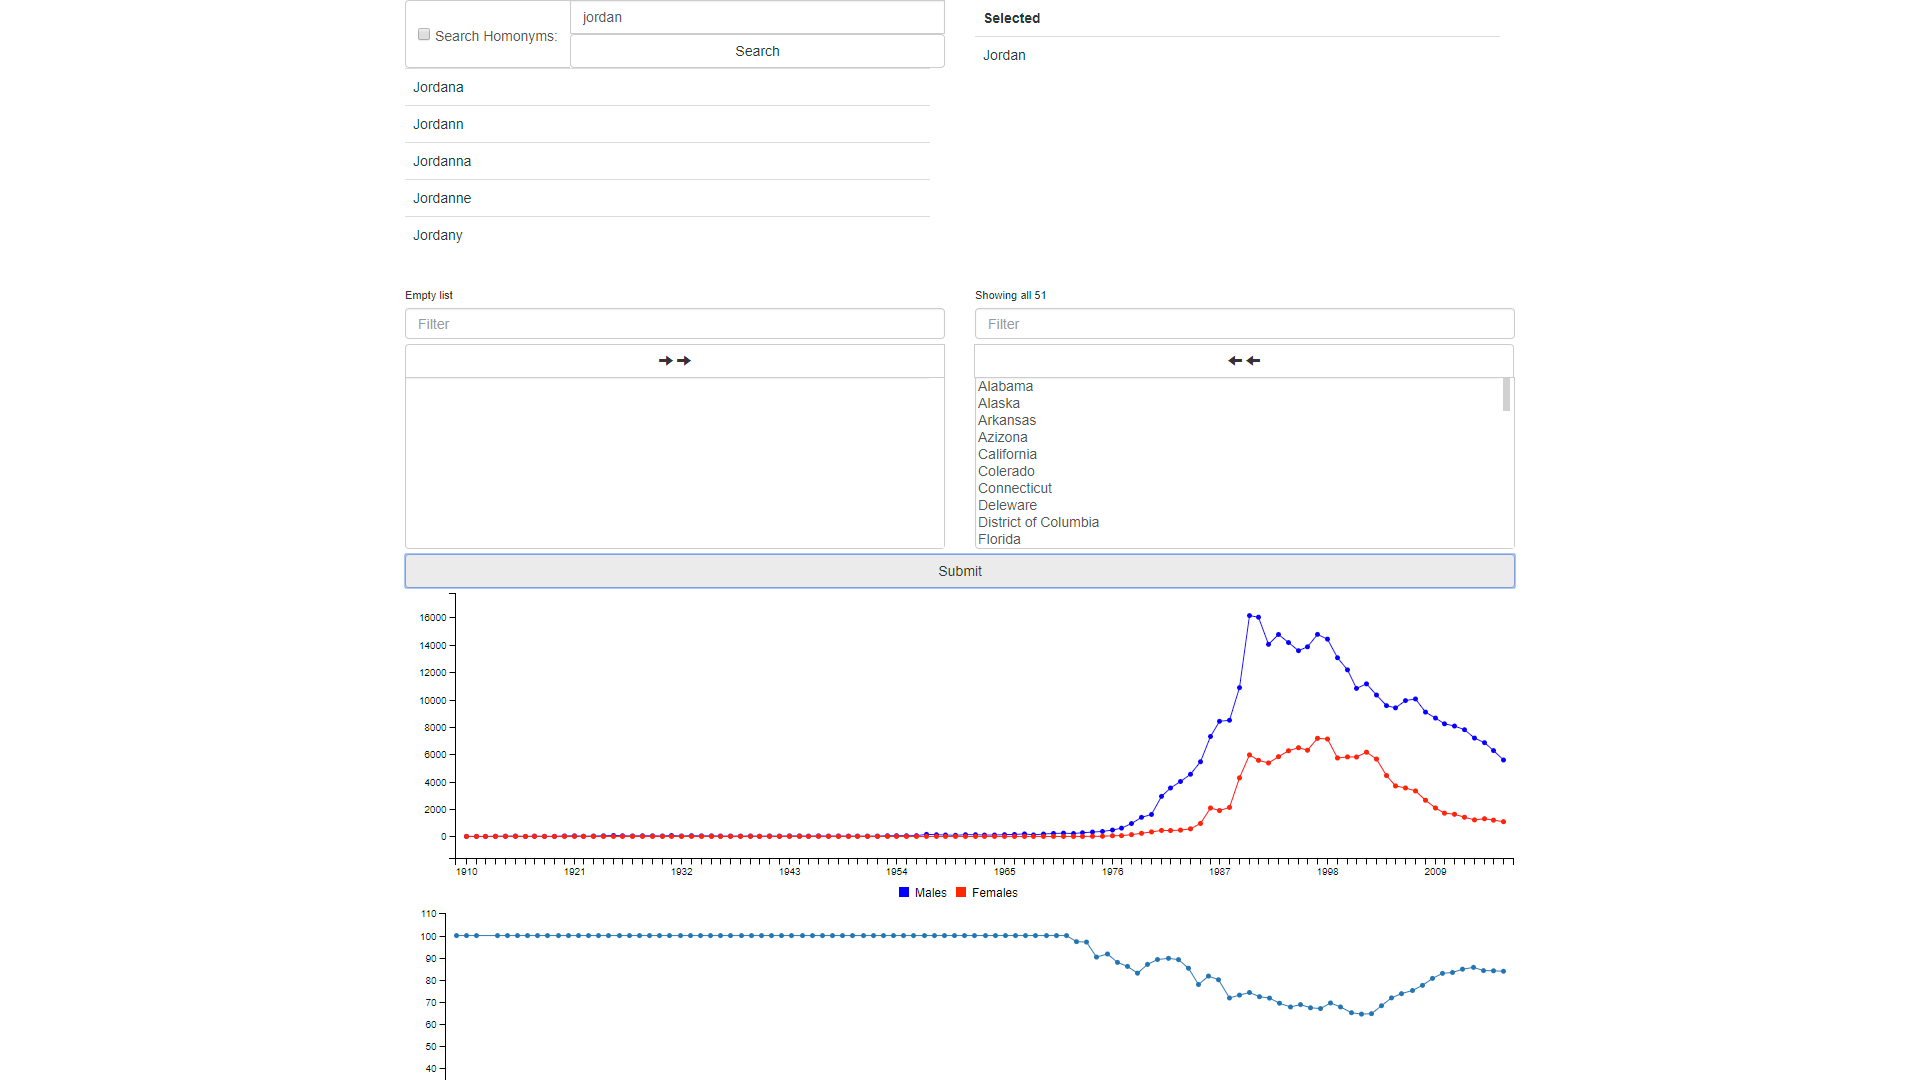 Search Homonyms:
jordan
Search
Jordana
Jordann
Jordanna
Jordanne
Jordany
Selected
Jordan
Empty list
Filter
Showing all 51
Filter
Alabama
Alaska
Arkansas
Azizona
California
Colerado
Connecticut
Deleware
District of Columbia
Florida
Submit
16000
14000
12000
10000
8000
6000
4000
2000
0
1910 1921 1932 1943 1954 1965 1976 1987 1998 2009
Males Females
110
100
90
80
70
60
50
40